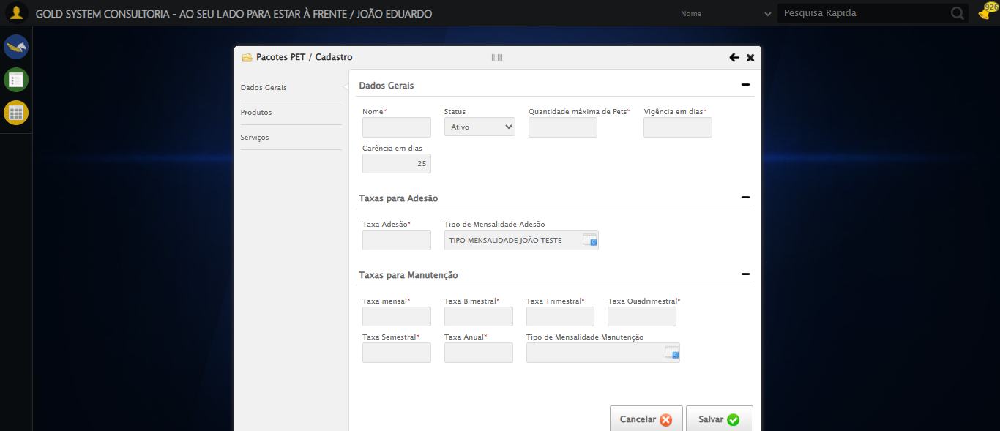 GOLD SYSTEM CONSULTORIA - AO SEU LADO PARA ESTAR À FRENTE / JOÃO EDUARDO
Nome
Pesquisa Rapida
926
Pacotes PET / Cadastro
Dados Gerais
Produtos
Serviços
Dados Gerais
Nome* Status Quantidade máxima de Pets* Vigência em dias*
Ativo
Carência em dias
25
Taxas para Adesão
Taxa Adesão* Tipo de Mensalidade Adesão
TIPO MENSALIDADE JOÃO TESTE
Taxas para Manutenção
Taxa mensal* Taxa Bimestral* Taxa Trimestral* Taxa Quadrimestral*
Taxa Semestral* Taxa Anual* Tipo de Mensalidade Manutenção
Cancelar Salvar